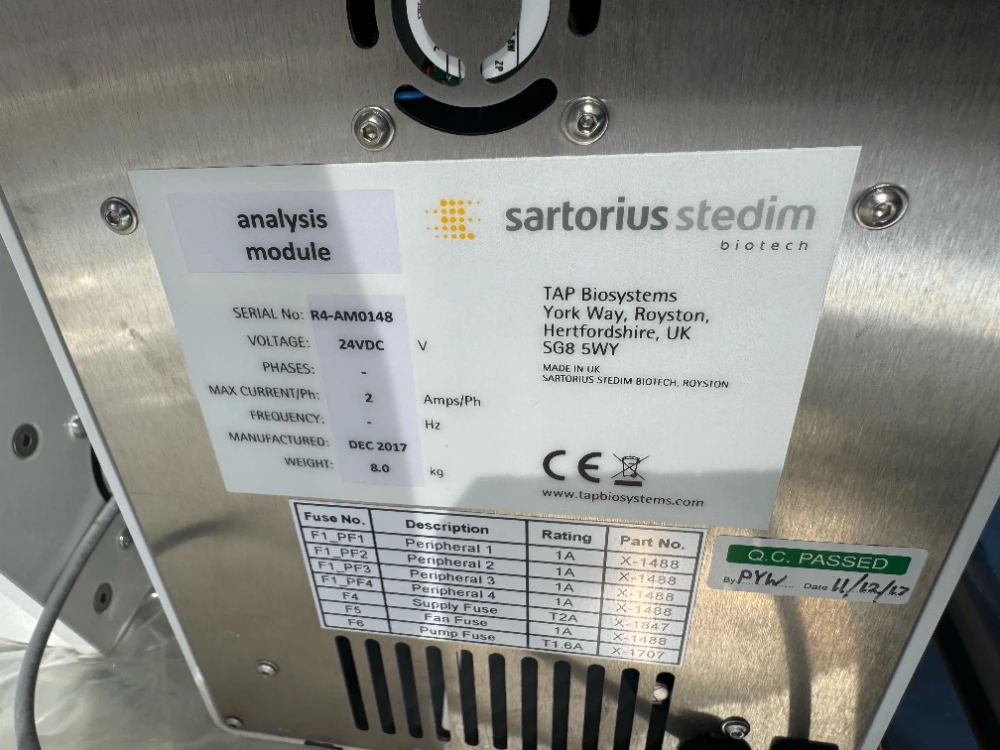 analysis
module
sartorius stedim
biotech
SERIAL No: R4-AM0148
VOLTAGE: 24VDC V
PHASES: -
MAX CURRENT/Ph: 2 Amps/Ph
FREQUENCY: - Hz
MANUFACTURED: DEC 2017
WEIGHT: 8.0 kg
TAP Biosystems
York Way, Royston,
Hertfordshire, UK
SG8 5WY
MADE IN UK
SARTORIUS STEDIM BIOTECH, ROYSTON
CE
www.tapbiosystems.com
Fuse No. Description Rating Part No.
F1_PF1 Peripheral 1 1A X-1488
F1_PF2 Peripheral 2 1A X-1488
F1_PF3 Peripheral 3 1A X-1488
F1_PF4 Peripheral 4 1A X-1488
F4 Supply Fuse T2A X-1847
F5 Fan Fuse 1A X-1488
F6 Pump Fuse T1.6A X-1707
Q.C. PASSED
By PYW Date 11/12/17